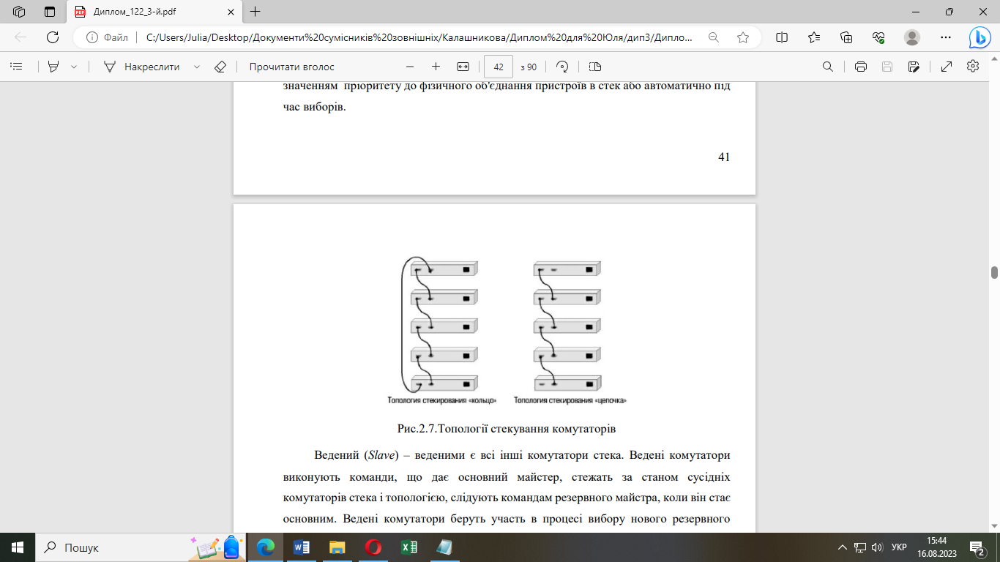 Диплом_122_3-й.pdf
Файл
C:/Users/Julia/Desktop/Документи%20сумісників%20зовнішніх/Калашникова/Диплом%20для%20Юля/дип3/Дипло...
Накреслити
Прочитати вголос
42
з 90
значенням пріоритету до фізичного об'єднання пристроїв в стек або автоматично під
час виборів.
41
Топология стекирования «кольцо»
Топология стекирования «цепочка»
Рис.2.7.Топології стекування комутаторів
Ведений (Slave) – веденими є всі інші комутатори стека. Ведені комутатори
виконують команди, що дає основний майстер, стежать за станом сусідніх
комутаторів стека і топологією, слідують командам резервного майстра, коли він стає
основним. Ведені комутатори беруть участь в процесі вибору нового резервного
Пошук
УКР
15:44
16.08.2023
2